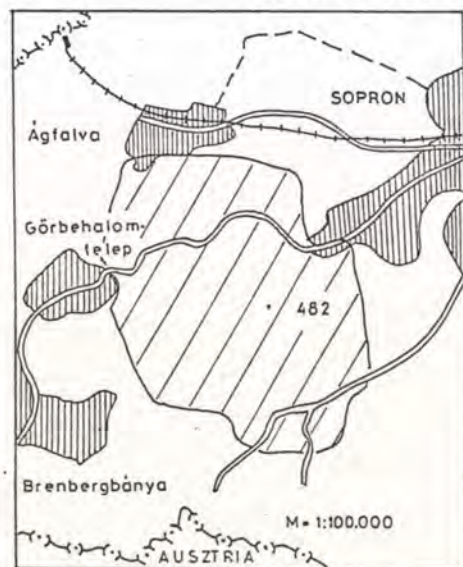 SOPRON
Ágfalva
Görbehalom-
telep
482
Brenbergbánya
M= 1:100.000
AUSZTRIA